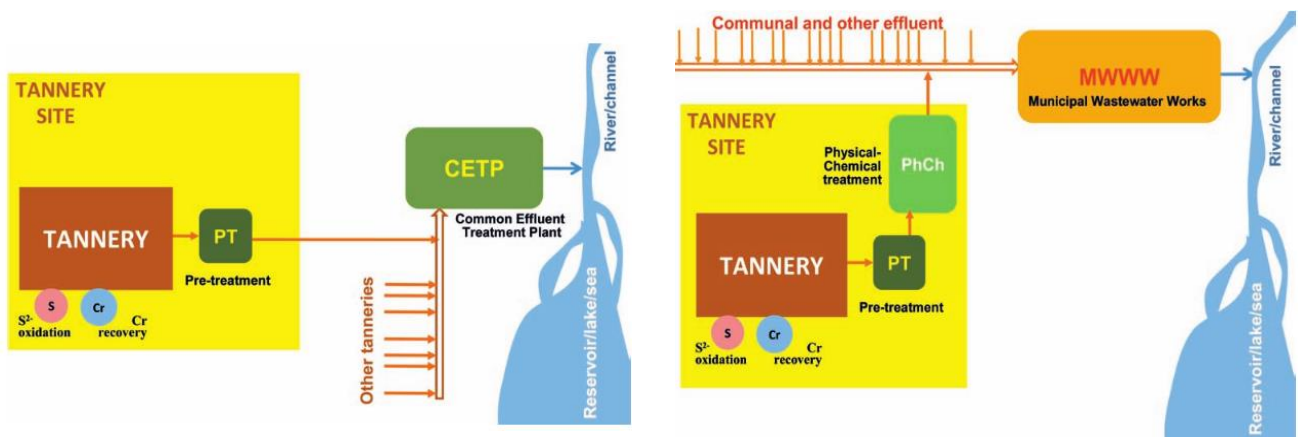 TANNERY
SITE
TANNERY
PT
Pre-treatment
S
Cr
S²⁻
oxidation
Cr
recovery
CETP
Common Effluent
Treatment Plant
Other tanneries
River/channel
Reservoir/lake/sea
Communal and other effluent
MWWW
Municipal Wastewater Works
TANNERY
SITE
Physical-
Chemical
treatment
PhCh
TANNERY
PT
Pre-treatment
S
Cr
S²⁻
oxidation
Cr
recovery
River/channel
Reservoir/lake/sea